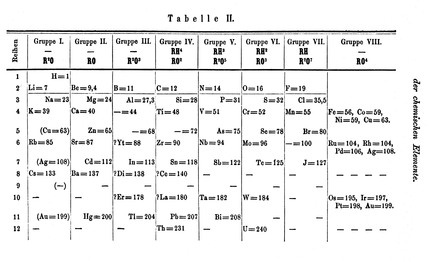 Tabelle II.
Reihen Gruppe I. — R²O Gruppe II. — RO Gruppe III. — R²O³ Gruppe IV. RH⁴ RO² Gruppe V. RH³ R²O⁵ Gruppe VI. RH² RO³ Gruppe VII. RH R²O⁷ Gruppe VIII. — RO⁴
1 H=1
2 Li=7 Be=9,4 B=11 C=12 N=14 O=16 F=19
3 Na=23 Mg=24 Al=27,3 Si=28 P=31 S=32 Cl=35,5
4 K=39 Ca=40 —=44 Ti=48 V=51 Cr=52 Mn=55 Fe=56, Co=59,
Ni=59, Cu=63.
5 (Cu=63) Zn=65 —=68 —=72 As=75 Se=78 Br=80
6 Rb=85 Sr=87 ?Yt=88 Zr=90 Nb=94 Mo=96 —=100 Ru=104, Rh=104,
Pd=106, Ag=108.
7 (Ag=108) Cd=112 In=113 Sn=118 Sb=122 Te=125 J=127
8 Cs=133 Ba=137 ?Di=138 ?Ce=140 — — — — — — —
9 (—) — — — — — —
10 — — ?Er=178 ?La=180 Ta=182 W=184 — Os=195, Ir=197,
Pt=198, Au=199.
11 (Au=199) Hg=200 Tl=204 Pb=207 Bi=208 — —
12 — — — Th=231 — U=240 — — — — —
der chemischen Elemente.